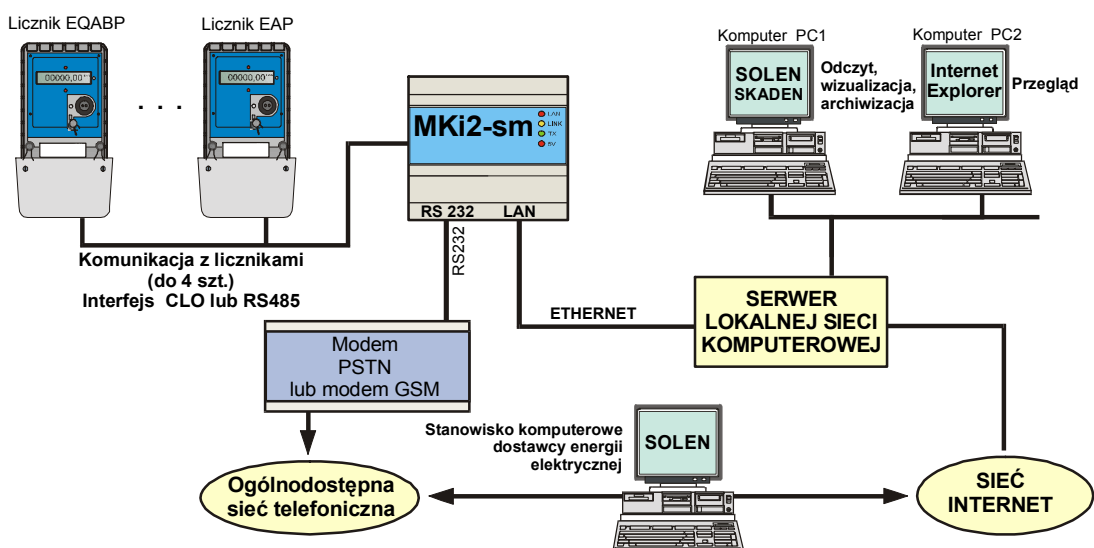 Licznik EQABP
Licznik EAP
00000,00
00000,00
. . .
Komunikacja z licznikami
(do 4 szt.)
Interfejs CLO lub RS485
MKi2-sm
LAN
LINK
TX
5V
RS 232
LAN
RS232
Komputer PC1
SOLEN
SKADEN
Odczyt,
wizualizacja,
archiwizacja
Komputer PC2
Internet
Explorer
Przegląd
ETHERNET
SERWER
LOKALNEJ SIECI
KOMPUTEROWEJ
Modem
PSTN
lub modem GSM
Stanowisko komputerowe
dostawcy energii
elektrycznej
SOLEN
Ogólnodostępna
sieć telefoniczna
SIEĆ
INTERNET